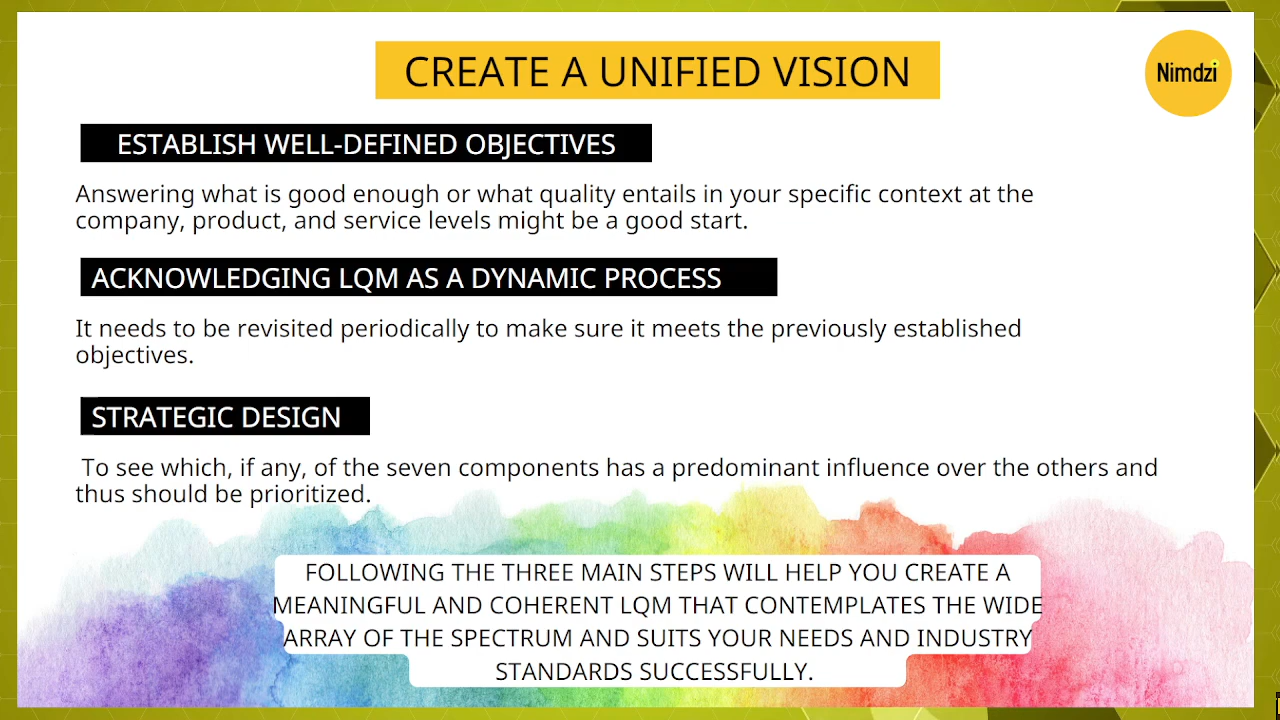 CREATE A UNIFIED VISION
Nimdzi
ESTABLISH WELL-DEFINED OBJECTIVES
Answering what is good enough or what quality entails in your specific context at the
company, product, and service levels might be a good start.
ACKNOWLEDGING LQM AS A DYNAMIC PROCESS
It needs to be revisited periodically to make sure it meets the previously established
objectives.
STRATEGIC DESIGN
To see which, if any, of the seven components has a predominant influence over the others and
thus should be prioritized.
FOLLOWING THE THREE MAIN STEPS WILL HELP YOU CREATE A
MEANINGFUL AND COHERENT LQM THAT CONTEMPLATES THE WIDE
ARRAY OF THE SPECTRUM AND SUITS YOUR NEEDS AND INDUSTRY
STANDARDS SUCCESSFULLY.